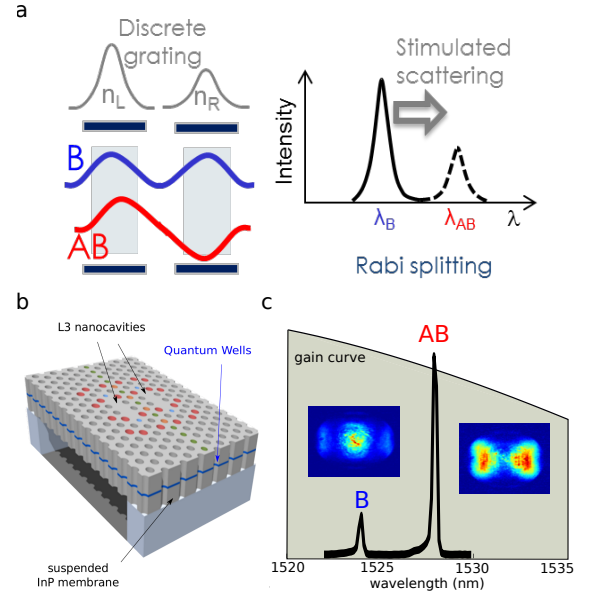 a
Discrete
grating
n_L
n_R
B
AB
Stimulated
scattering
Intensity
λ_B
λ_AB
λ
Rabi splitting
b
L3 nanocavities
Quantum Wells
suspended
InP membrane
c
AB
gain curve
B
1520
1525
1530
1535
wavelength (nm)